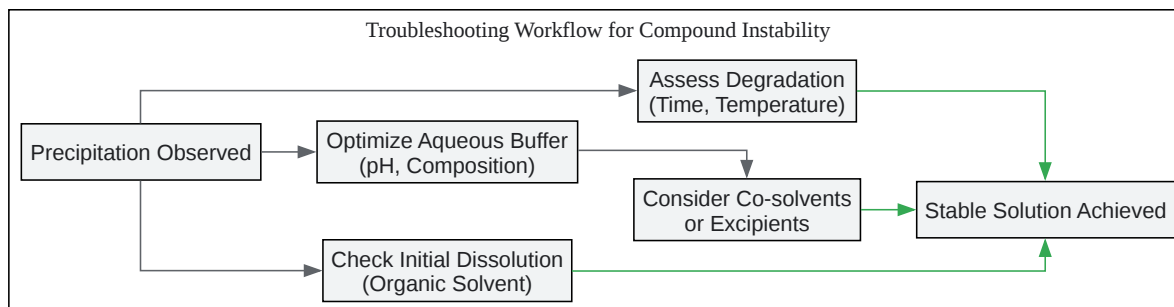 Troubleshooting Workflow for Compound Instability
Assess Degradation
(Time, Temperature)
Precipitation Observed
Optimize Aqueous Buffer
(pH, Composition)
Consider Co-solvents
or Excipients
Stable Solution Achieved
Check Initial Dissolution
(Organic Solvent)